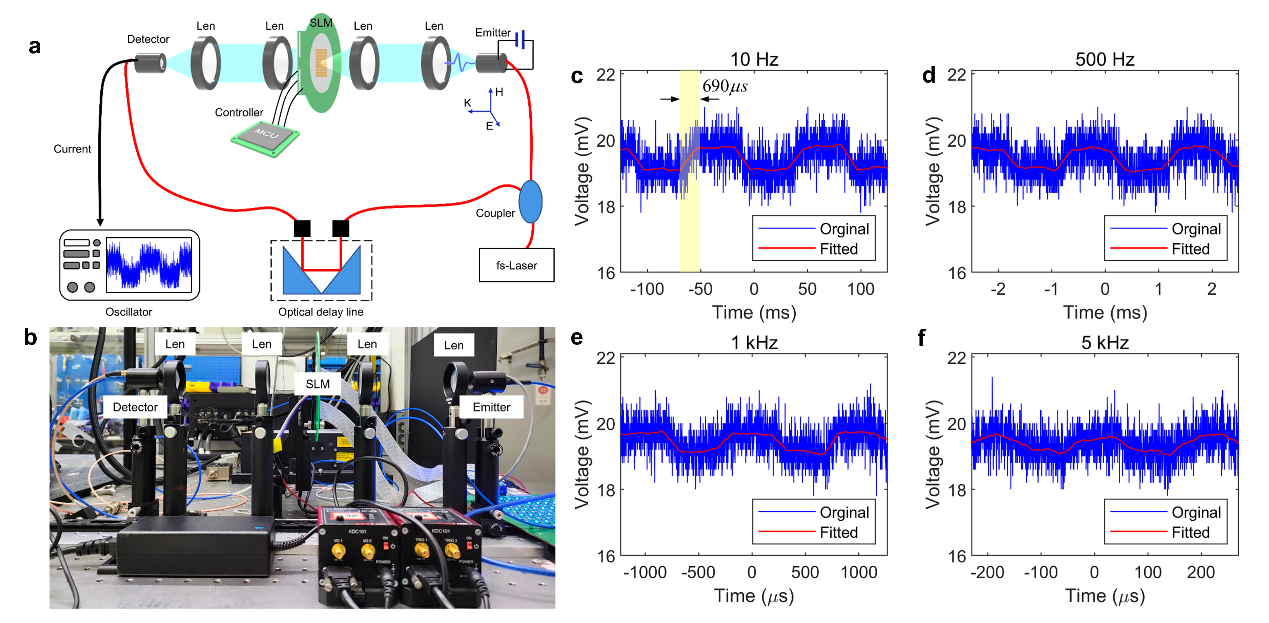 a
Detector
Len
Len
SLM
Len
Len
Emitter
Controller
MCU
H
K
E
Current
Coupler
fs-Laser
Oscillator
Optical delay line
b
Len
Len
Len
Len
SLM
Detector
Emitter
KDC101
KDC101
ON
ON
POWER
POWER
c
10 Hz
690μs
22
20
18
16
Voltage (mV)
Orginal
Fitted
-100
-50
0
50
100
Time (ms)
d
500 Hz
22
20
18
16
Voltage (mV)
Orginal
Fitted
-2
-1
0
1
2
Time (ms)
e
1 kHz
22
20
18
16
Voltage (mV)
Orginal
Fitted
-1000
-500
0
500
1000
Time (μs)
f
5 kHz
22
20
18
16
Voltage (mV)
Orginal
Fitted
-200
-100
0
100
200
Time (μs)